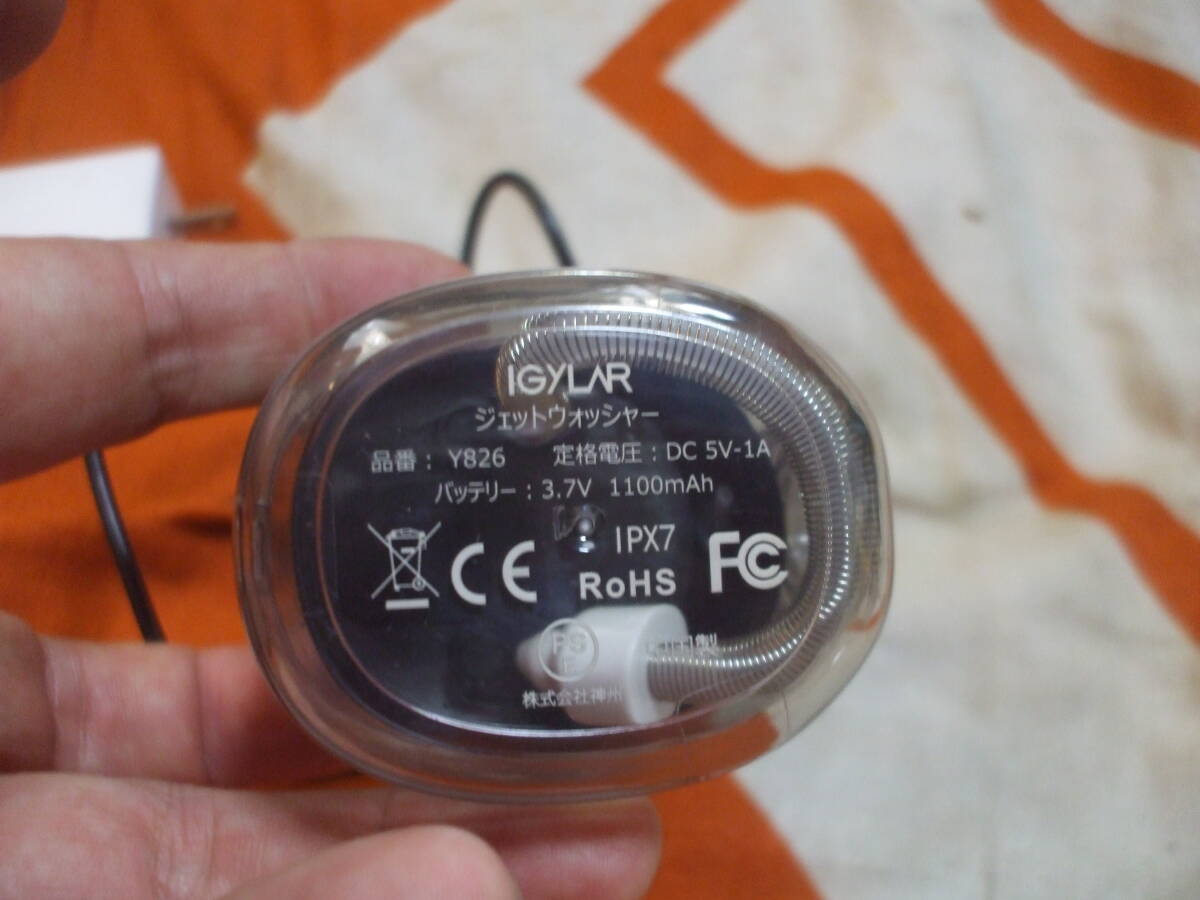 IGYLAR
ジェットウォッシャー
品番： Y826 定格電圧：DC 5V-1A
バッテリー：3.7V 1100mAh
CE IPX7 RoHS FC
PSE
株式会社神州
製